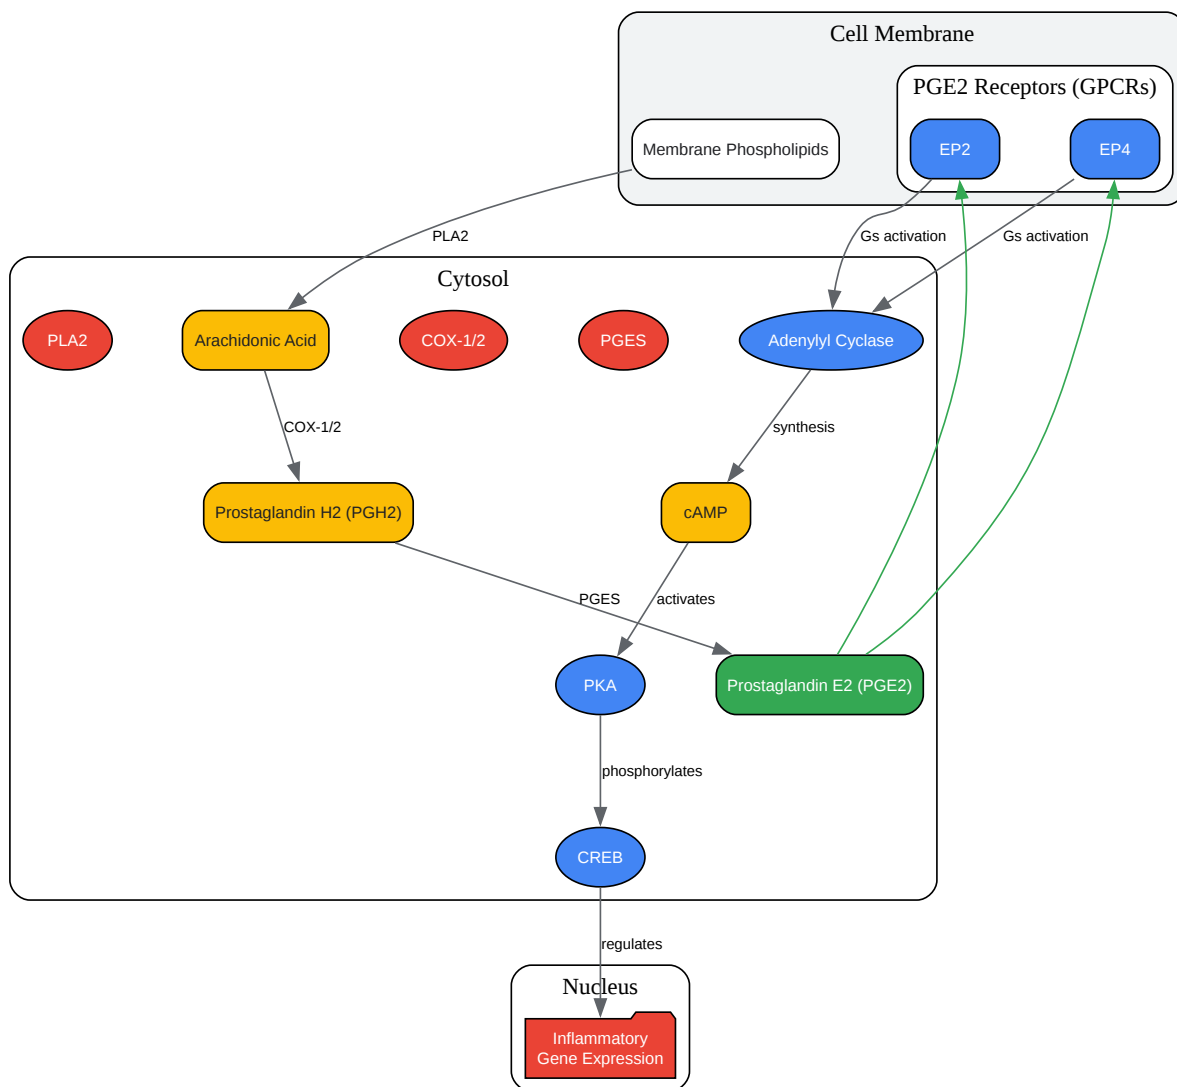 Cell Membrane
PGE2 Receptors (GPCRs)
Membrane Phospholipids
EP2
EP4
PLA2
Gs activation
Gs activation
Cytosol
PLA2
Arachidonic Acid
COX-1/2
PGES
Adenylyl Cyclase
COX-1/2
synthesis
Prostaglandin H2 (PGH2)
cAMP
PGES
activates
PKA
Prostaglandin E2 (PGE2)
phosphorylates
CREB
regulates
Nucleus
Inflammatory
Gene Expression